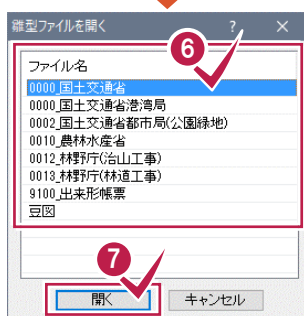 雛型ファイルを開く ? ×
6
ファイル名
0000_国土交通省
0000_国土交通省港湾局
0002_国土交通省都市局(公園緑地)
0010_農林水産省
0012_林野庁(治山工事)
0013_林野庁(林道工事)
9100_出来形帳票
豆図
7
開く キャンセル